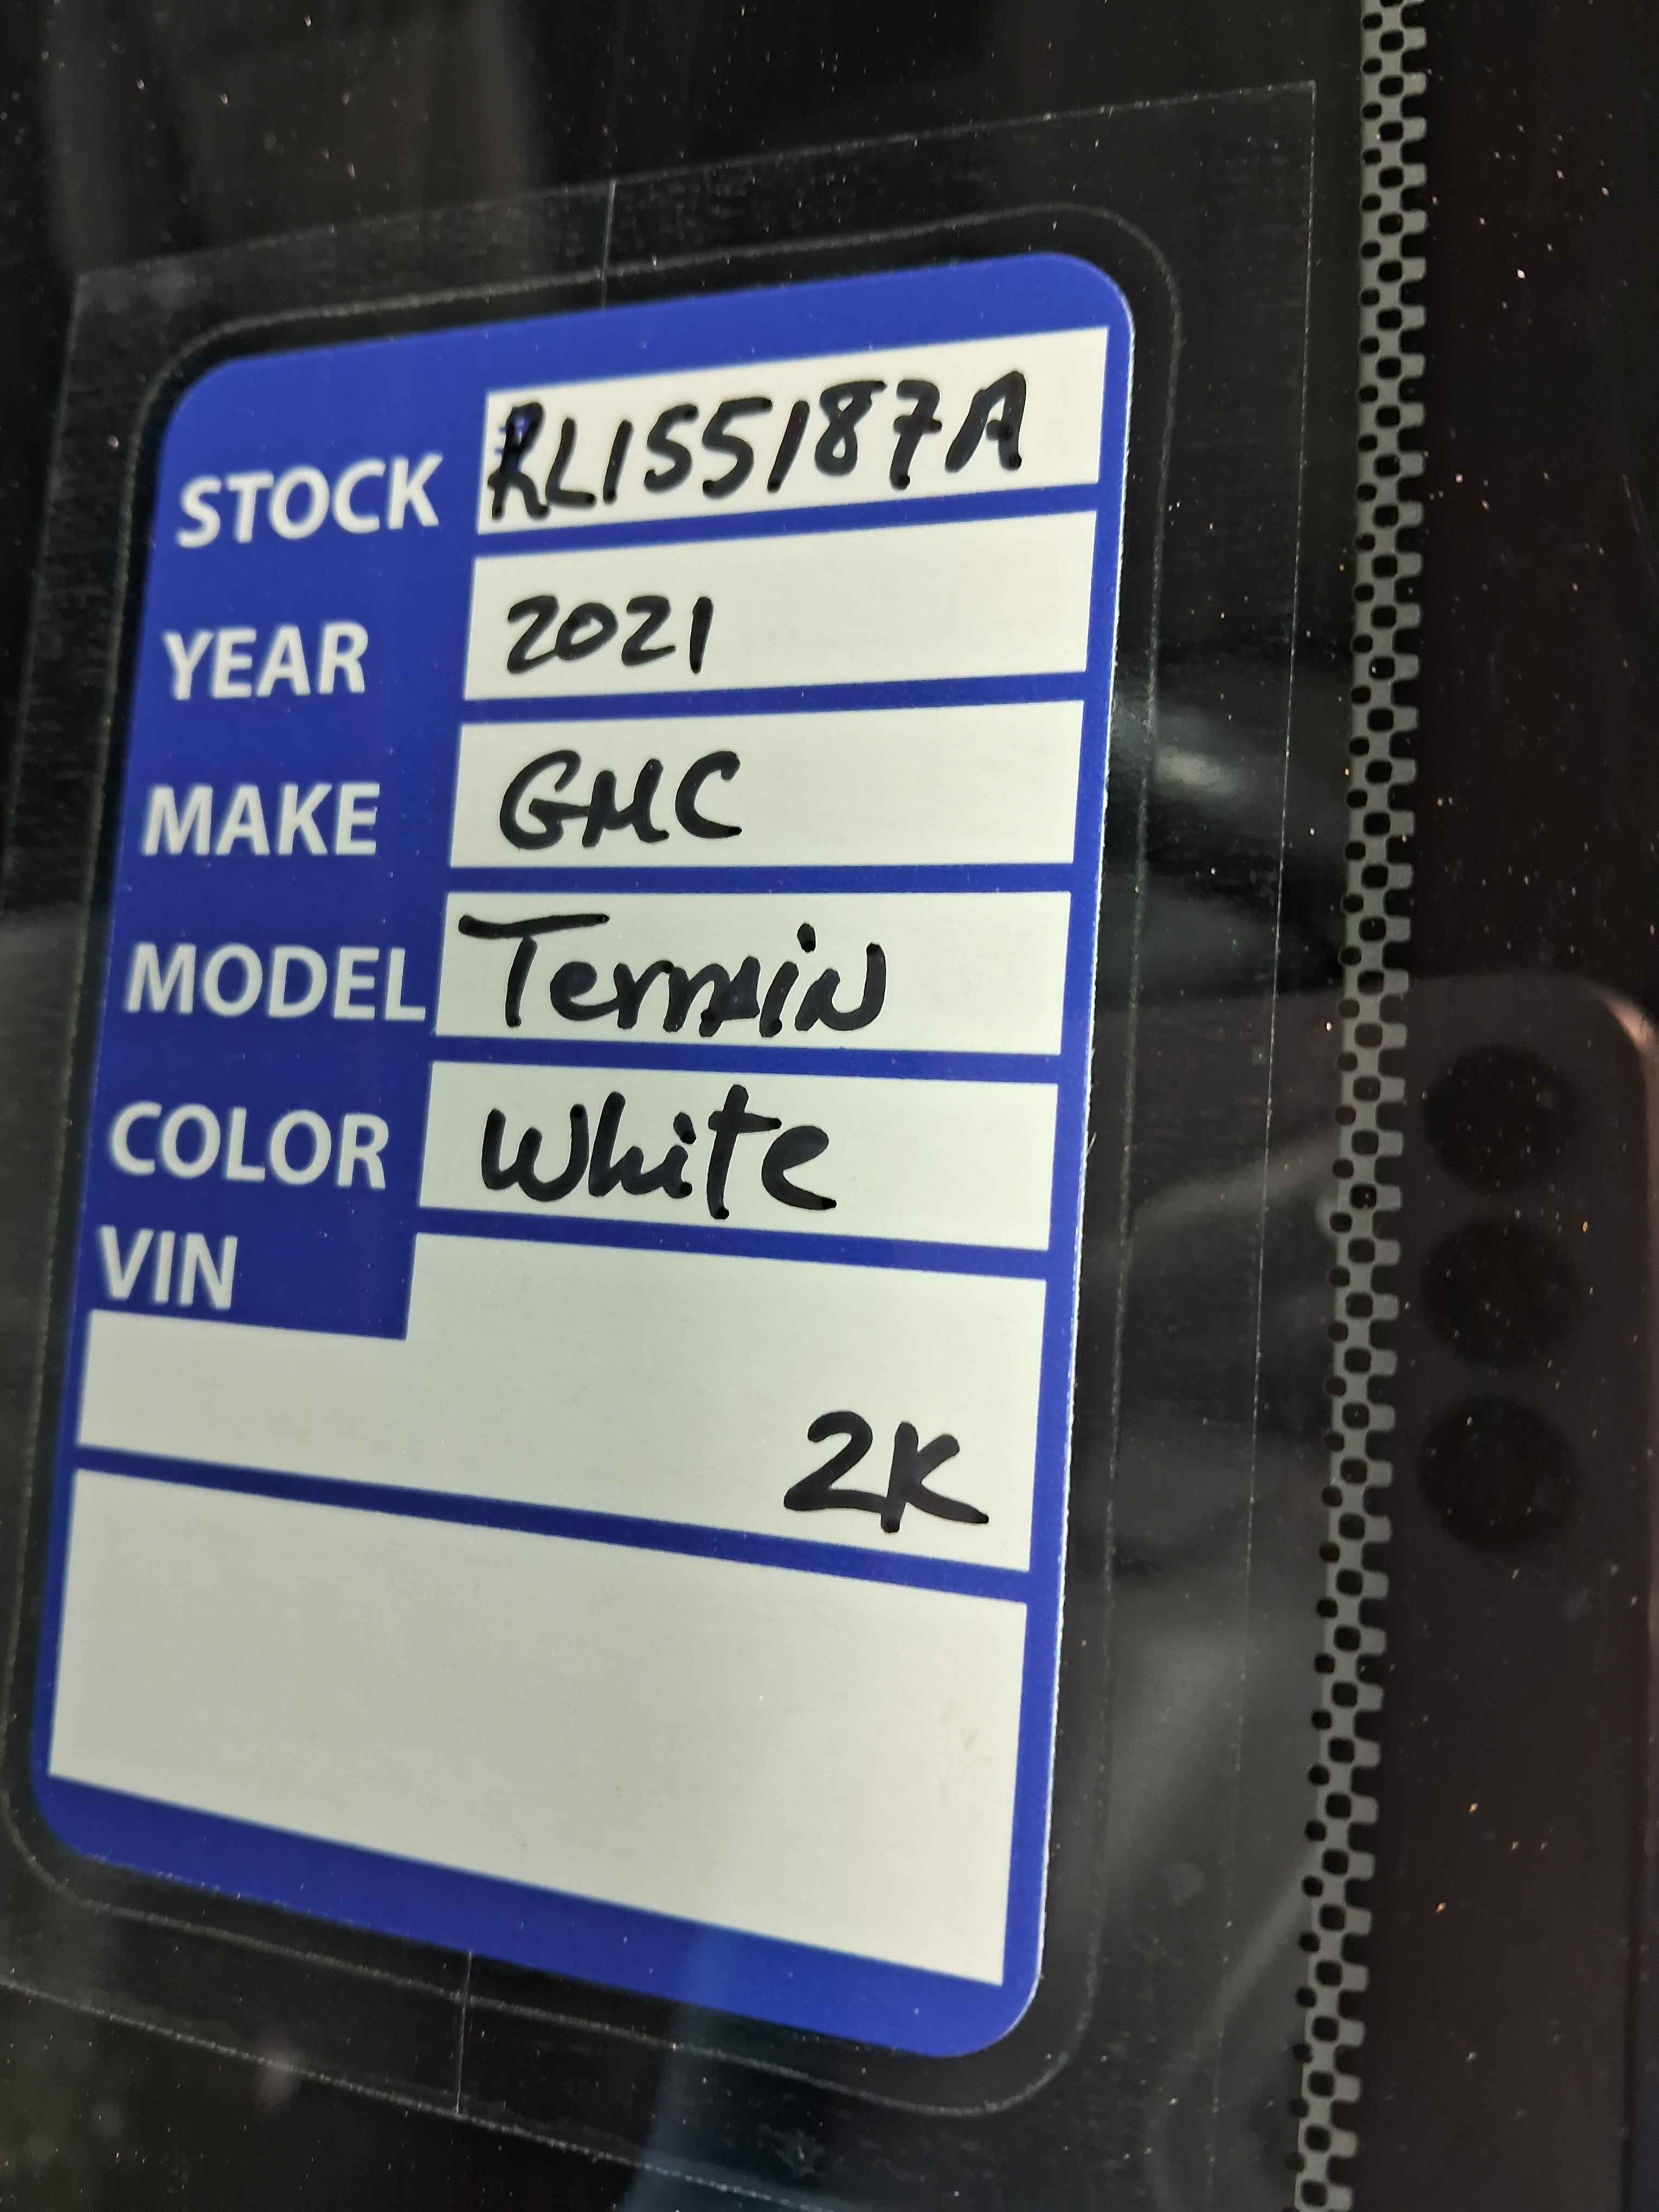 STOCK RL155187A
YEAR 2021
MAKE GMC
MODEL Terrain
COLOR White
VIN
2K